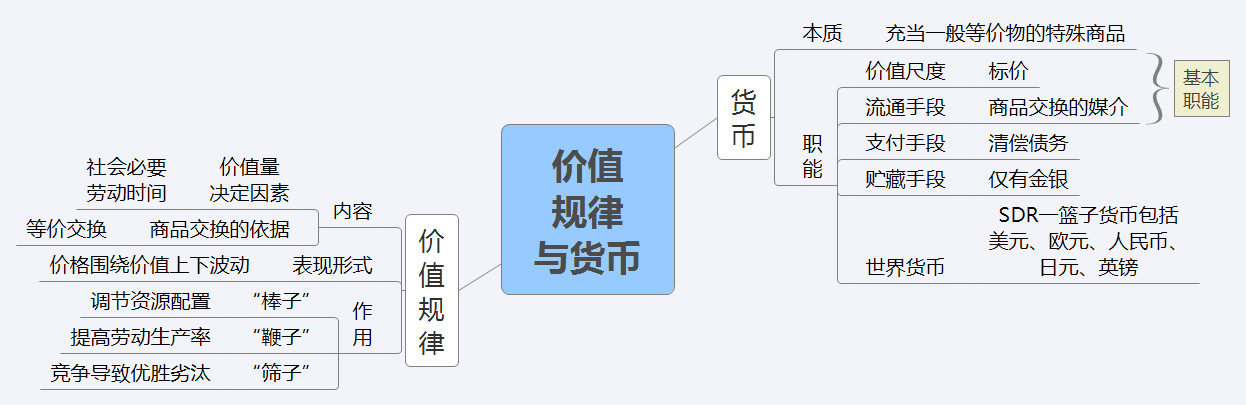 价值
规律
与货币
货
币
本质
充当一般等价物的特殊商品
职
能
价值尺度
标价
流通手段
商品交换的媒介
基本
职能
支付手段
清偿债务
贮藏手段
仅有金银
世界货币
SDR一篮子货币包括
美元、欧元、人民币、
日元、英镑
价
值
规
律
内容
价值量
决定因素
社会必要
劳动时间
商品交换的依据
等价交换
表现形式
价格围绕价值上下波动
作
用
“棒子”
调节资源配置
“鞭子”
提高劳动生产率
“筛子”
竞争导致优胜劣汰